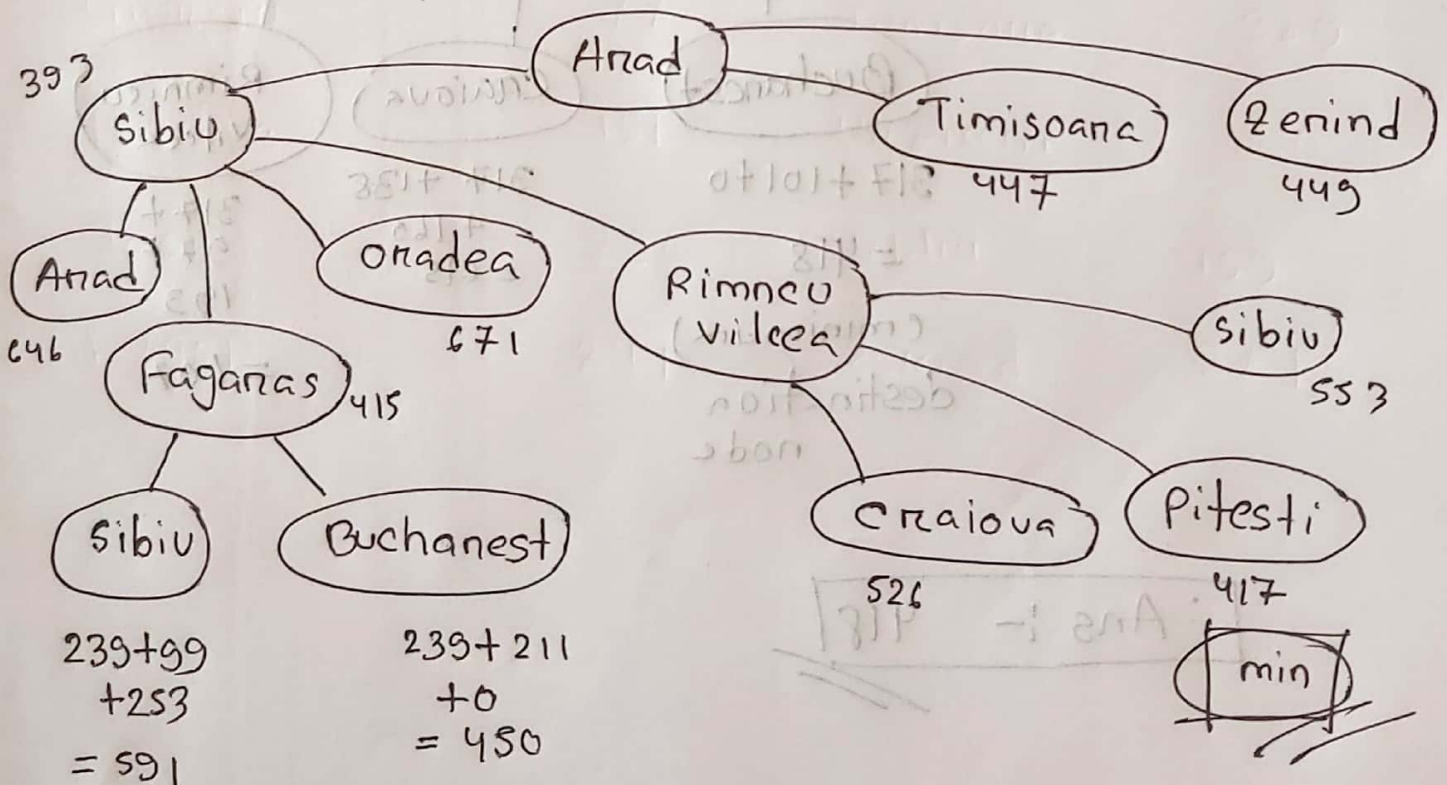 Arad
393
Sibiu
Timisoara
447
Zerind
449
Arad
646
Oradea
671
Rimncu
Vilcea
Sibiu
553
Fagaras
415
Sibiu
Bucharest
Craiova
526
Pitesti
417
min
239+99
+253
= 591
239+211
+0
= 450